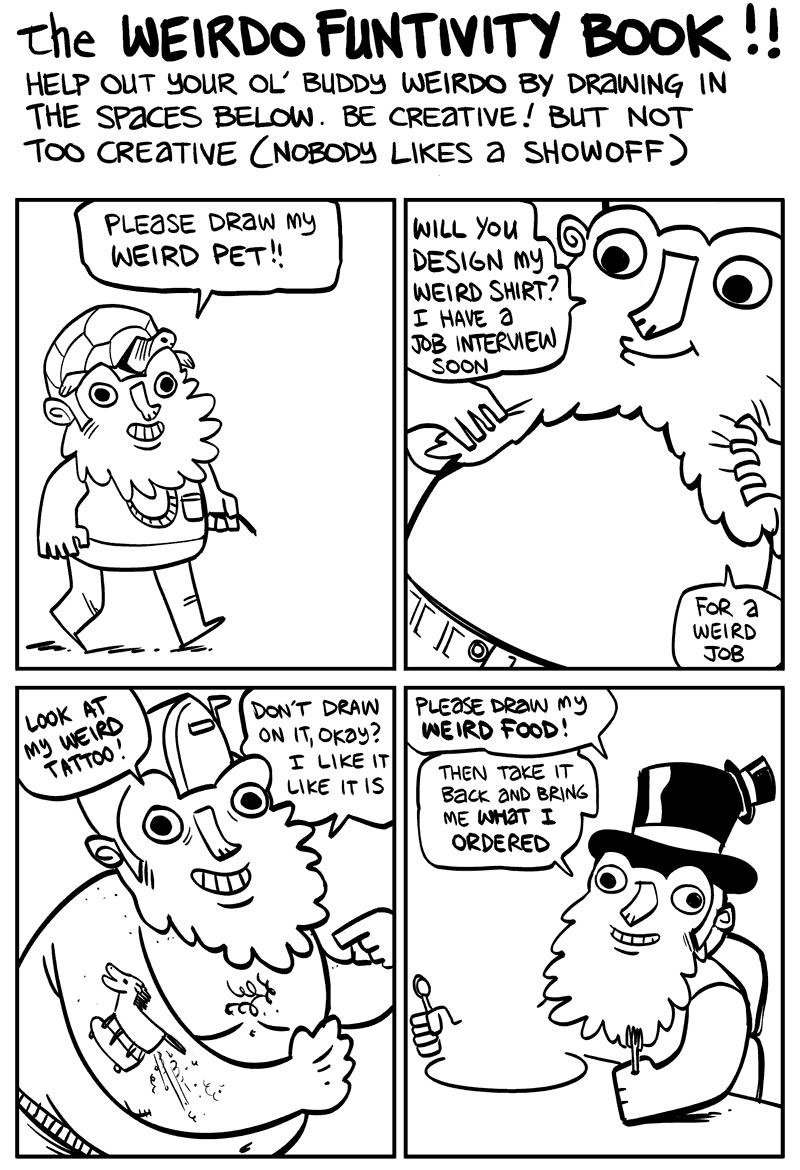 the WEIRDO FUNTIVITY BOOK!!
HELP OUT YOUR OL' BUDDY WEIRDO BY DRAWING IN
THE SPACES BELOW. BE CREATIVE! BUT NOT
TOO CREATIVE (NOBODY LIKES A SHOWOFF)
PLEASE DRAW MY
WEIRD PET!!
WILL YOU
DESIGN MY
WEIRD SHIRT?
I HAVE A
JOB INTERVIEW
SOON
FOR A
WEIRD
JOB
LOOK AT
MY WEIRD
TATTOO!
DON'T DRAW
ON IT, OKAY?
I LIKE IT
LIKE IT IS
PLEASE DRAW MY
WEIRD FOOD!
THEN TAKE IT
BACK AND BRING
ME WHAT I
ORDERED